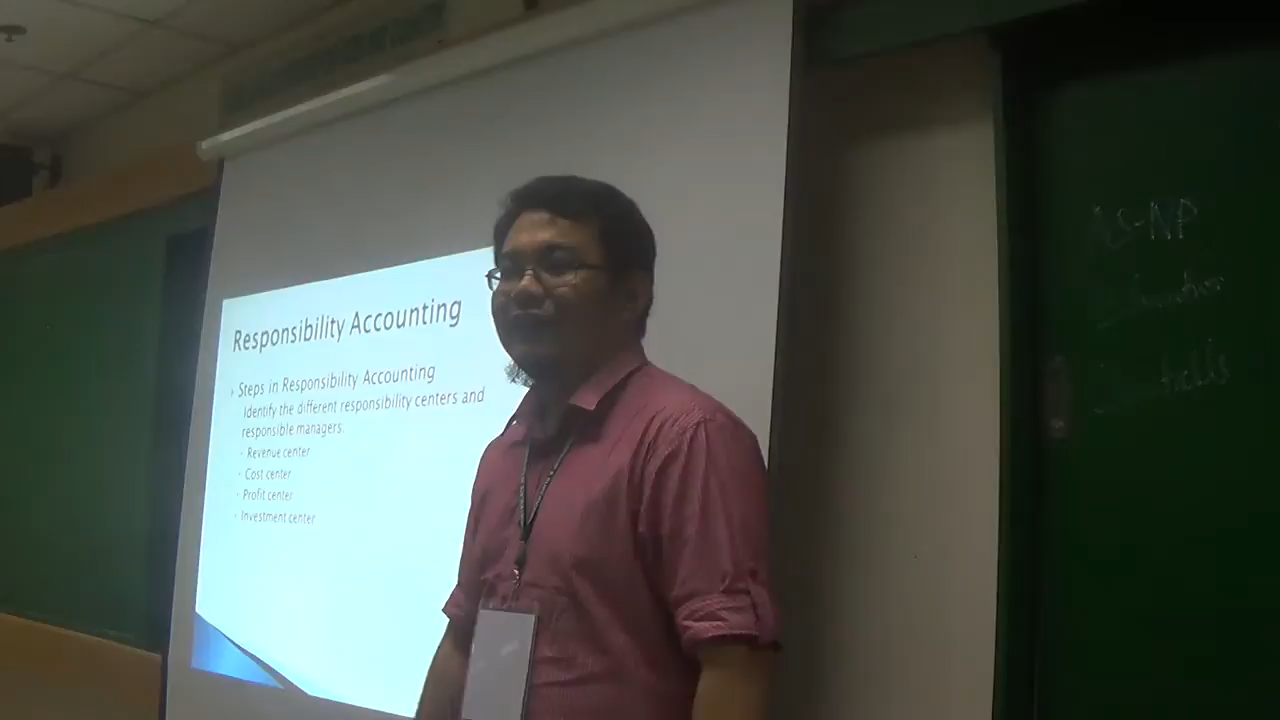 Responsibility Accounting
Steps in Responsibility Accounting
Identify the different responsibility centers and
responsible managers.
- Revenue center
- Cost center
- Profit center
- Investment center